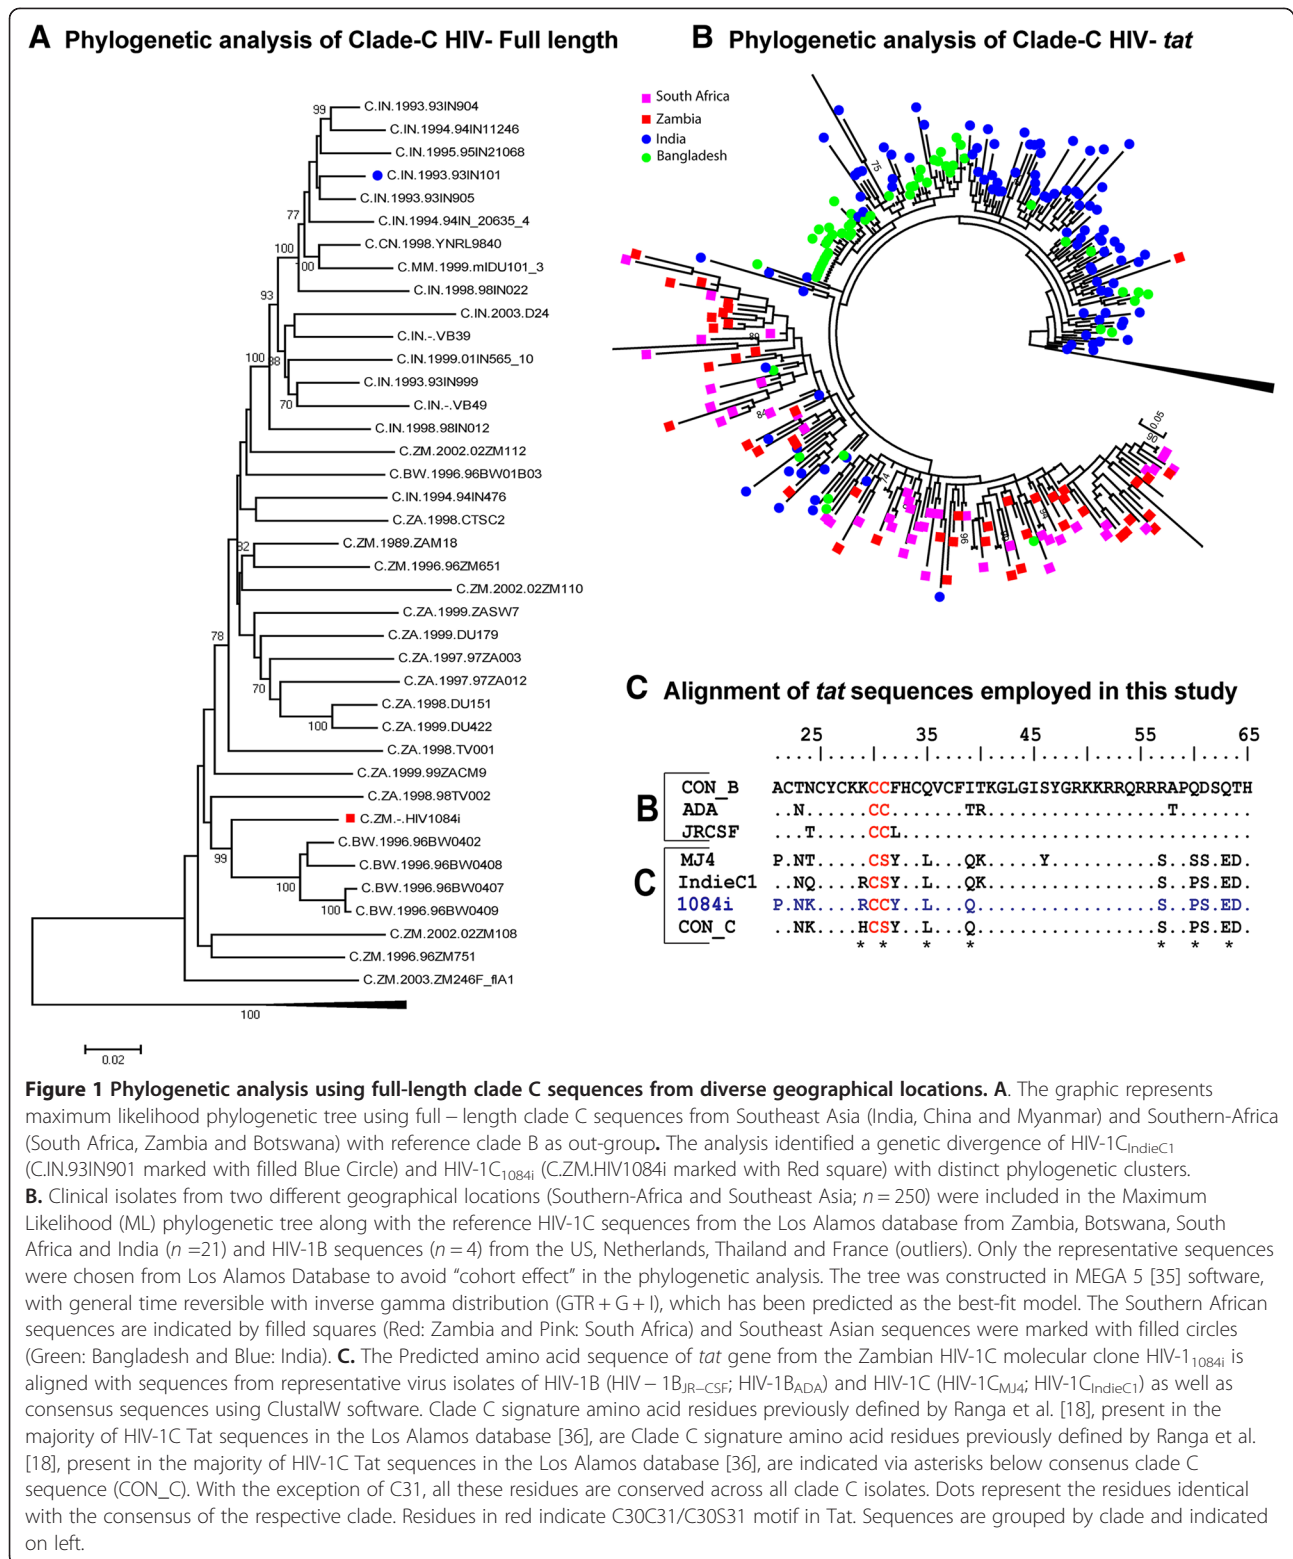 A Phylogenetic analysis of Clade-C HIV- Full length
99
C.IN.1993.93IN904
C.IN.1994.94IN11246
C.IN.1995.95IN21068
C.IN.1993.93IN101
C.IN.1993.93IN905
77
C.IN.1994.94IN_20635_4
C.CN.1998.YNRL9840
100
100
C.MM.1999.mIDU101_3
C.IN.1998.98IN022
93
C.IN.2003.D24
C.IN.-.VB39
100
88
C.IN.1999.01IN565_10
C.IN.1993.93IN999
70
C.IN.-.VB49
C.IN.1998.98IN012
C.ZM.2002.02ZM112
C.BW.1996.96BW01B03
C.IN.1994.94IN476
C.ZA.1998.CTSC2
82
C.ZM.1989.ZAM18
C.ZM.1996.96ZM651
C.ZM.2002.02ZM110
C.ZA.1999.ZASW7
78
C.ZA.1999.DU179
C.ZA.1997.97ZA003
70
C.ZA.1997.97ZA012
C.ZA.1998.DU151
100
C.ZA.1999.DU422
C.ZA.1998.TV001
C.ZA.1999.99ZACM9
C.ZA.1998.98TV002
C.ZM.-.HIV1084i
C.BW.1996.96BW0402
99
C.BW.1996.96BW0408
100
C.BW.1996.96BW0407
100
C.BW.1996.96BW0409
C.ZM.2002.02ZM108
C.ZM.1996.96ZM751
C.ZM.2003.ZM246F_flA1
100
0.02
B Phylogenetic analysis of Clade-C HIV- tat
South Africa
Zambia
India
Bangladesh
75
89
84
74
96
94
90
0.05
C Alignment of tat sequences employed in this study
25 35 45 55 65
....|....|....|....|....|....|....|....|....|
B
CON_B ACTNCYCKKCCFHCQVCFITKGLGISYGRKKRRQRRRAPQDSQTH
ADA ..N......CC.......TR.................T.......
JRCSF ...T.....CCL.................................
C
MJ4 P.NT.....CSY..L...QK.....Y..........S..SS.ED.
IndieC1 ..NQ....RCSY..L...QK................S..PS.ED.
1084i P.NK....RCCY..L...Q.................S..PS.ED.
CON_C ..NK....HCSY..L...Q.................S..PS.ED.
* * * * * * *
Figure 1 Phylogenetic analysis using full-length clade C sequences from diverse geographical locations. A. The graphic represents
maximum likelihood phylogenetic tree using full – length clade C sequences from Southeast Asia (India, China and Myanmar) and Southern-Africa
(South Africa, Zambia and Botswana) with reference clade B as out-group. The analysis identified a genetic divergence of HIV-1CIndieC1
(C.IN.93IN901 marked with filled Blue Circle) and HIV-1C1084i (C.ZM.HIV1084i marked with Red square) with distinct phylogenetic clusters.
B. Clinical isolates from two different geographical locations (Southern-Africa and Southeast Asia; n = 250) were included in the Maximum
Likelihood (ML) phylogenetic tree along with the reference HIV-1C sequences from the Los Alamos database from Zambia, Botswana, South
Africa and India (n =21) and HIV-1B sequences (n = 4) from the US, Netherlands, Thailand and France (outliers). Only the representative sequences
were chosen from Los Alamos Database to avoid “cohort effect” in the phylogenetic analysis. The tree was constructed in MEGA 5 [35] software,
with general time reversible with inverse gamma distribution (GTR + G + I), which has been predicted as the best-fit model. The Southern African
sequences are indicated by filled squares (Red: Zambia and Pink: South Africa) and Southeast Asian sequences were marked with filled circles
(Green: Bangladesh and Blue: India). C. The Predicted amino acid sequence of tat gene from the Zambian HIV-1C molecular clone HIV-11084i is
aligned with sequences from representative virus isolates of HIV-1B (HIV – 1BJR–CSF; HIV-1BADA) and HIV-1C (HIV-1CMJ4; HIV-1CIndieC1) as well as
consensus sequences using ClustalW software. Clade C signature amino acid residues previously defined by Ranga et al. [18], present in the
majority of HIV-1C Tat sequences in the Los Alamos database [36], are Clade C signature amino acid residues previously defined by Ranga et al.
[18], present in the majority of HIV-1C Tat sequences in the Los Alamos database [36], are indicated via asterisks below consenus clade C
sequence (CON_C). With the exception of C31, all these residues are conserved across all clade C isolates. Dots represent the residues identical
with the consensus of the respective clade. Residues in red indicate C30C31/C30S31 motif in Tat. Sequences are grouped by clade and indicated
on left.